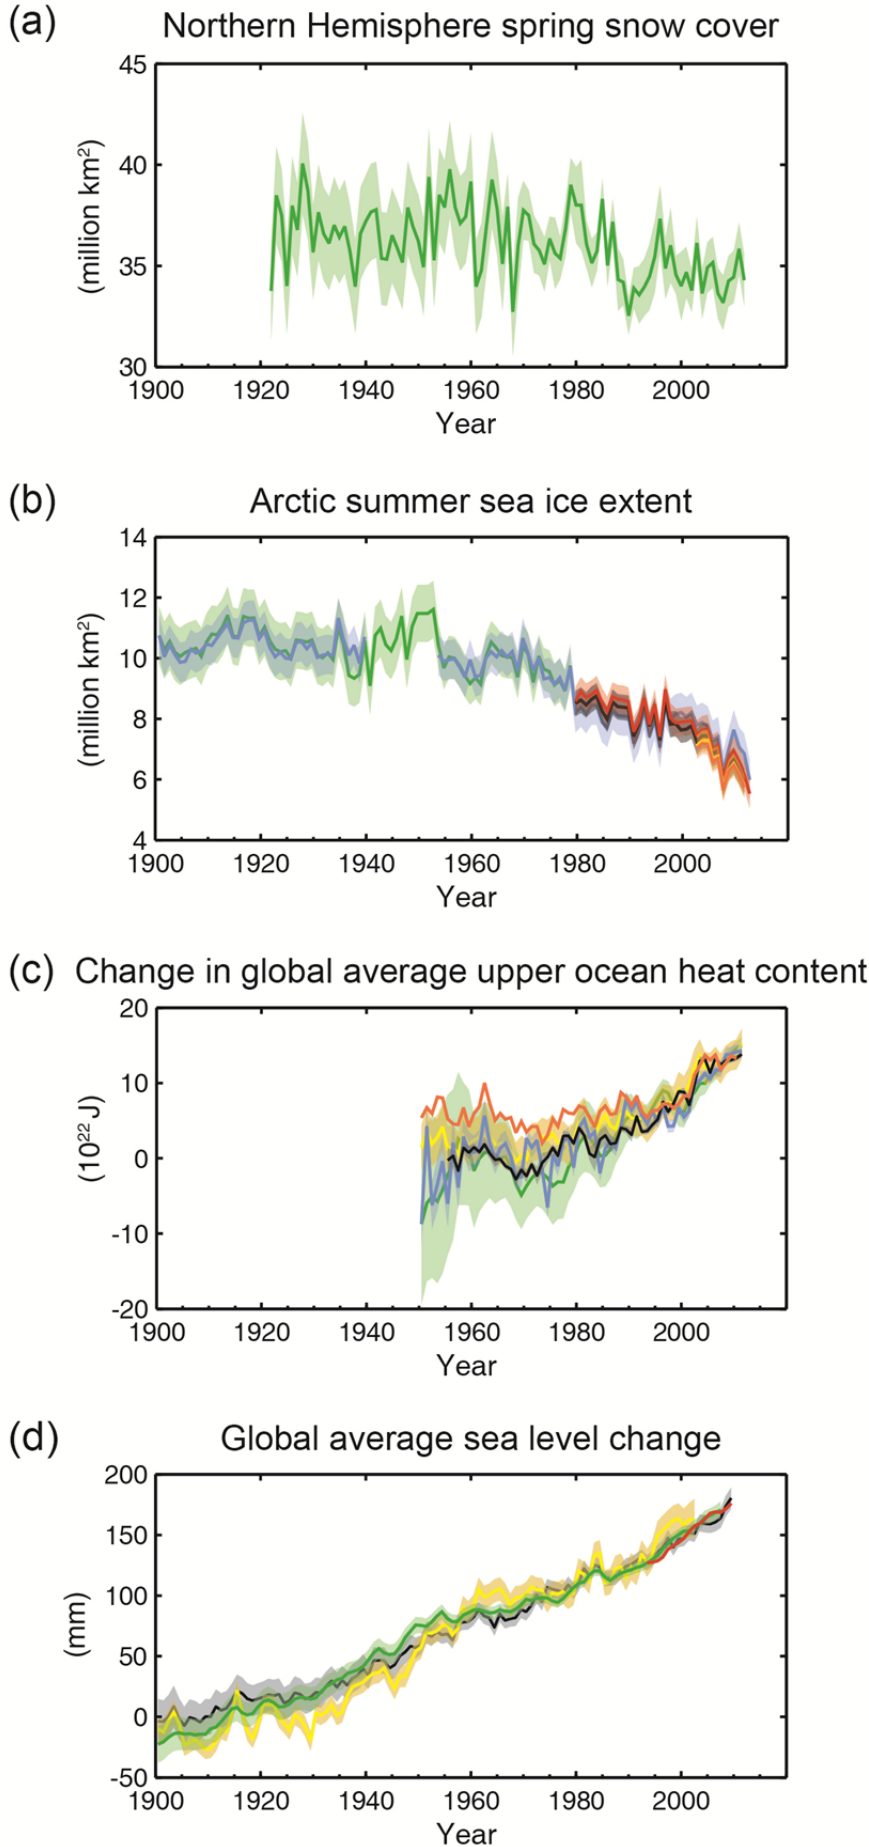 (a) Northern Hemisphere spring snow cover
45
40
35
30
(million km²)
1900 1920 1940 1960 1980 2000
Year
(b) Arctic summer sea ice extent
14
12
10
8
6
4
(million km²)
1900 1920 1940 1960 1980 2000
Year
(c) Change in global average upper ocean heat content
20
10
0
-10
-20
(10²² J)
1900 1920 1940 1960 1980 2000
Year
(d) Global average sea level change
200
150
100
50
0
-50
(mm)
1900 1920 1940 1960 1980 2000
Year